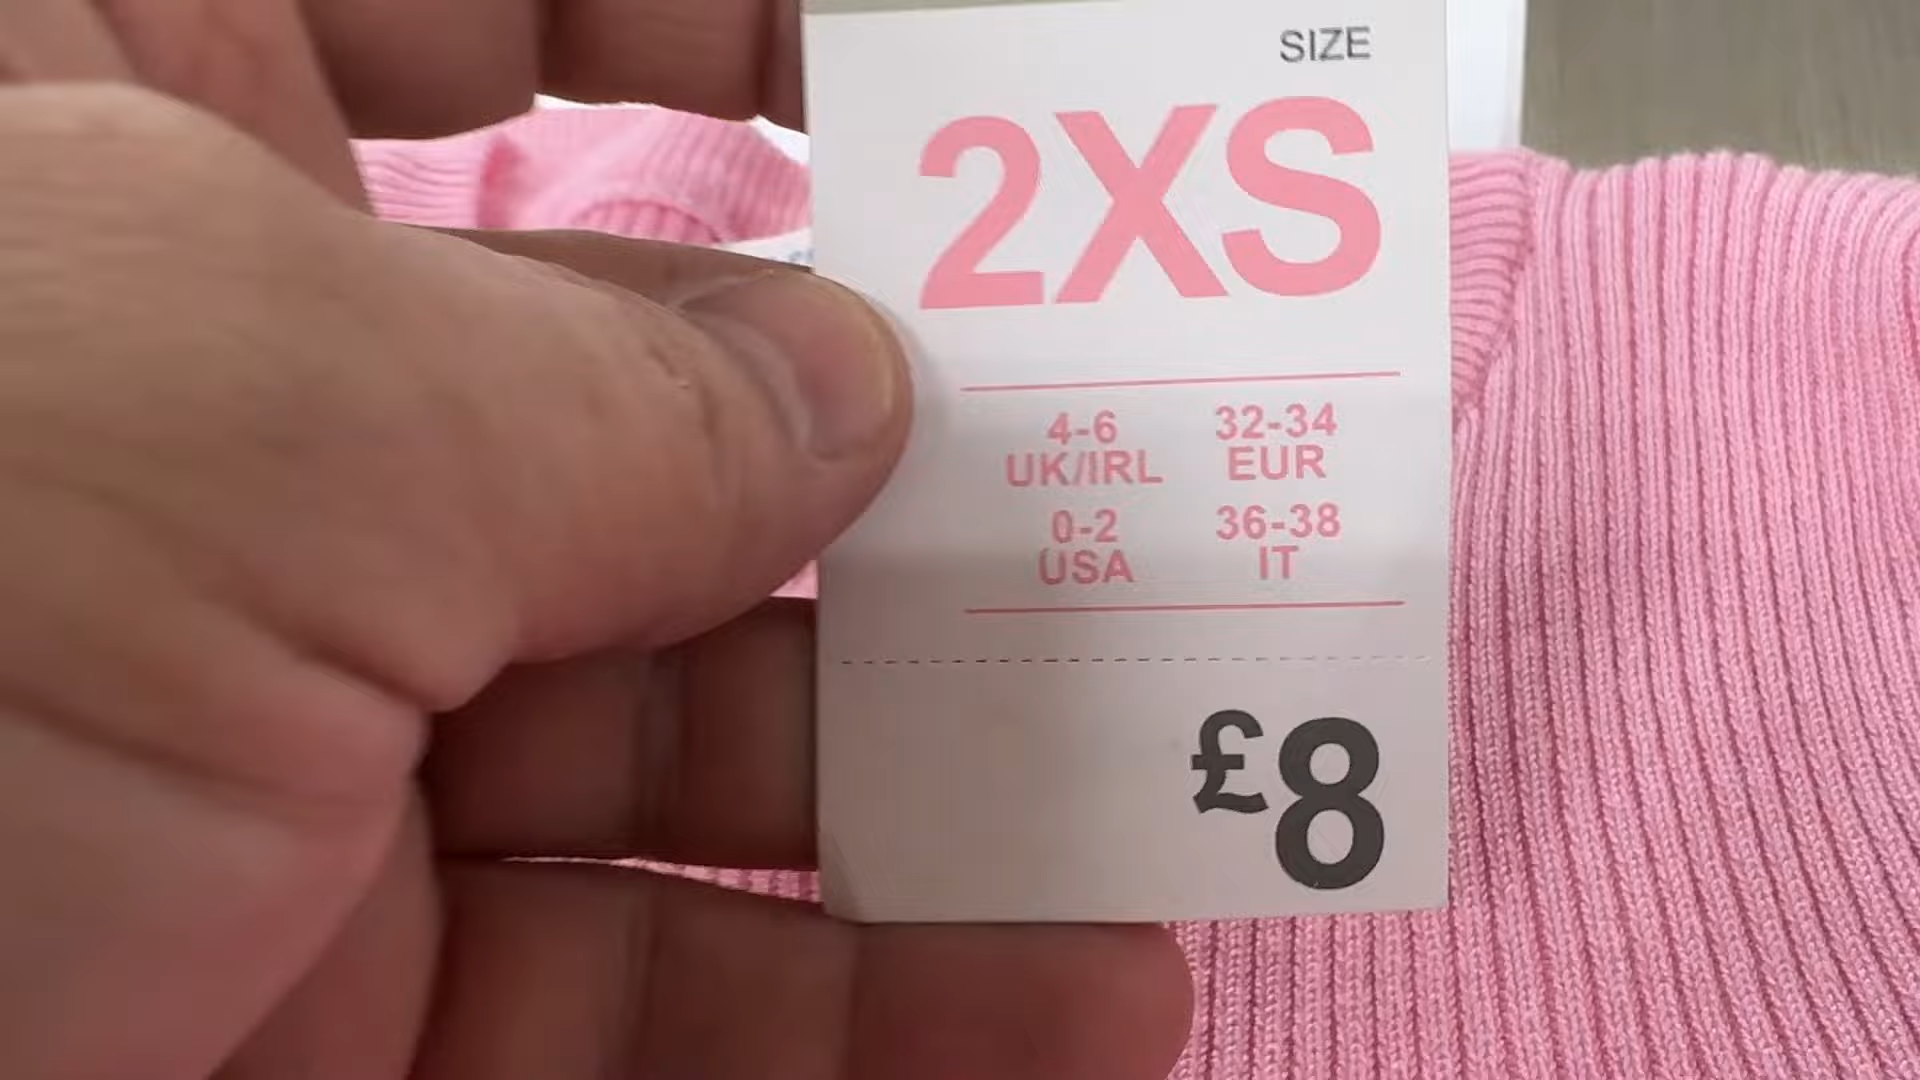 SIZE
2XS
4-6 32-34
UK/IRL EUR
0-2 36-38
USA IT
£8